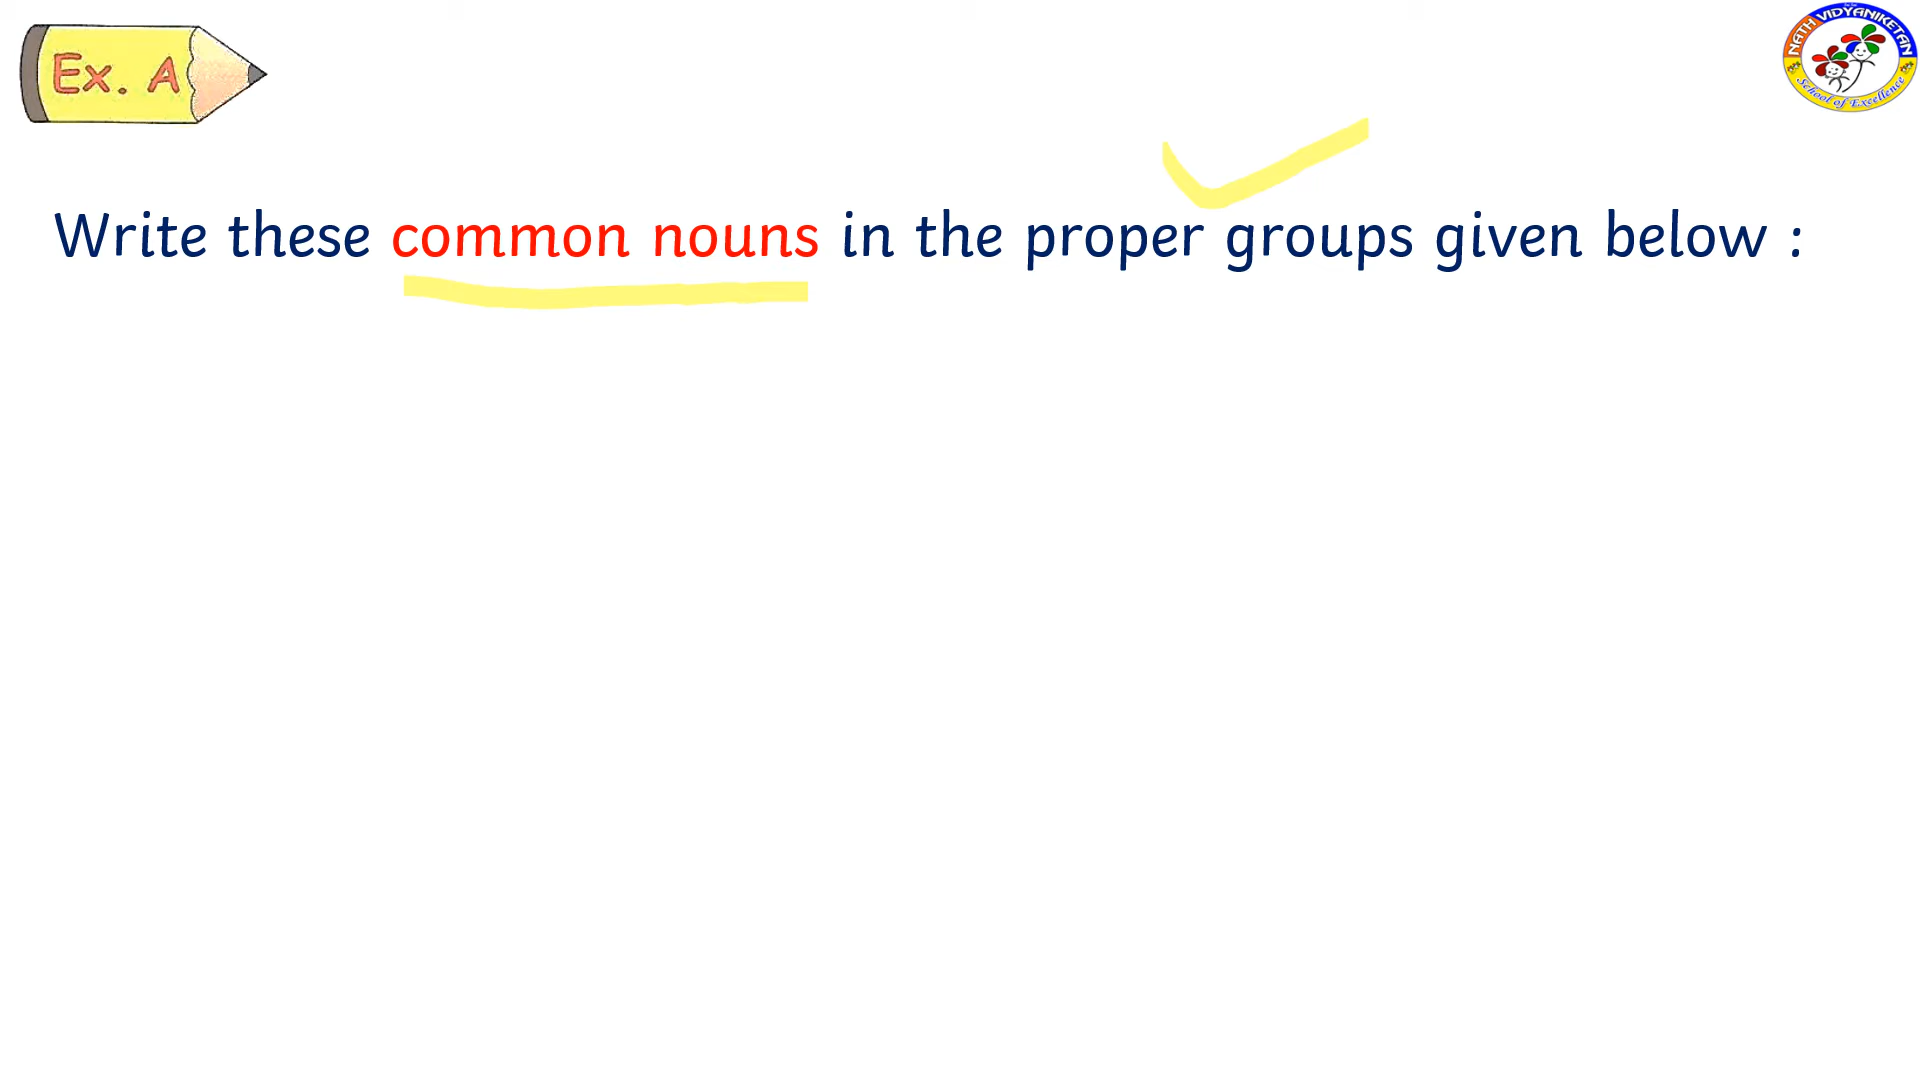 Ex. A
NATH VIDYANIKETAN
School of Excellence
Write these common nouns in the proper groups given below :